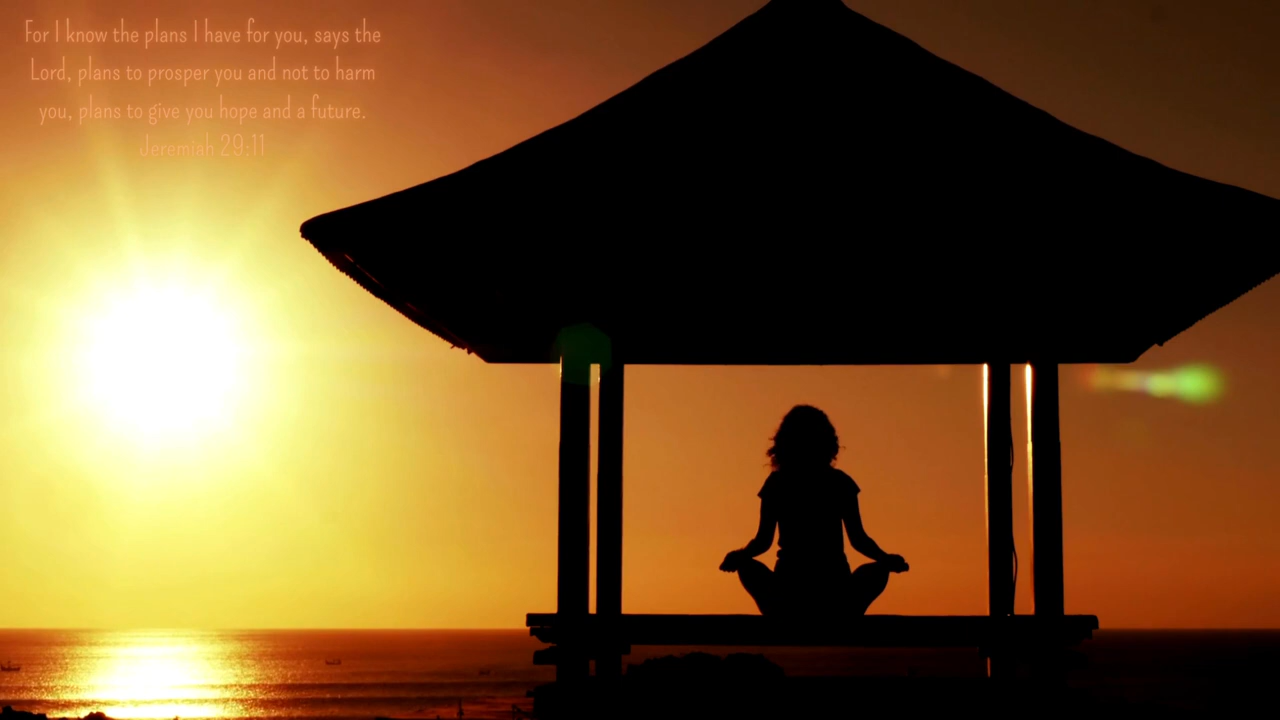 For I know the plans I have for you, says the
Lord, plans to prosper you and not to harm
you, plans to give you hope and a future.
Jeremiah 29:11